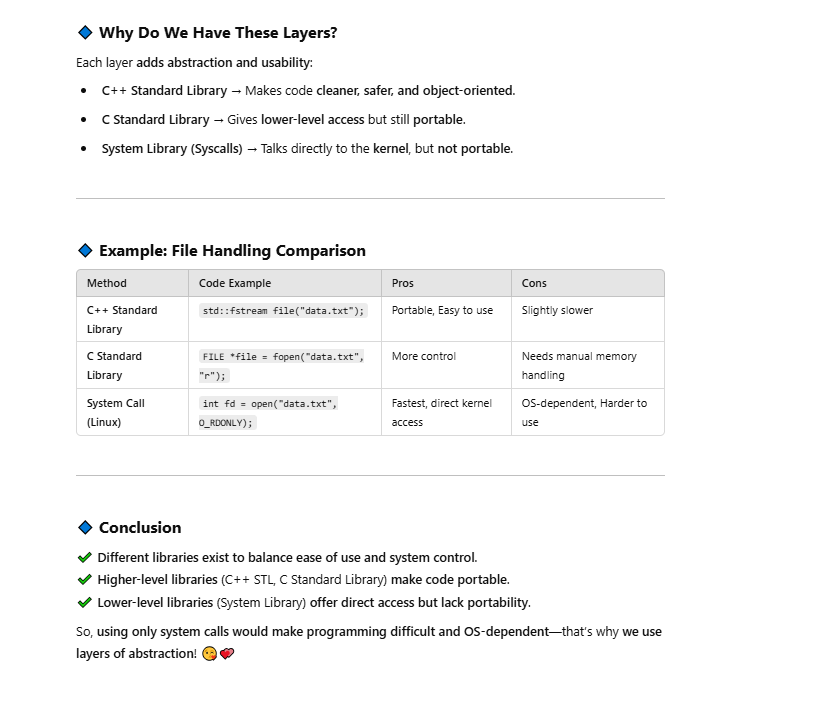 Why Do We Have These Layers?
Each layer adds abstraction and usability:
• C++ Standard Library → Makes code cleaner, safer, and object-oriented.
• C Standard Library → Gives lower-level access but still portable.
• System Library (Syscalls) → Talks directly to the kernel, but not portable.
Example: File Handling Comparison
Method Code Example Pros Cons
C++ Standard Library std::fstream file("data.txt"); Portable, Easy to use Slightly slower
C Standard Library FILE *file = fopen("data.txt", "r"); More control Needs manual memory handling
System Call (Linux) int fd = open("data.txt", O_RDONLY); Fastest, direct kernel access OS-dependent, Harder to use
Conclusion
✔ Different libraries exist to balance ease of use and system control.
✔ Higher-level libraries (C++ STL, C Standard Library) make code portable.
✔ Lower-level libraries (System Library) offer direct access but lack portability.
So, using only system calls would make programming difficult and OS-dependent—that's why we use
layers of abstraction! 😘💕